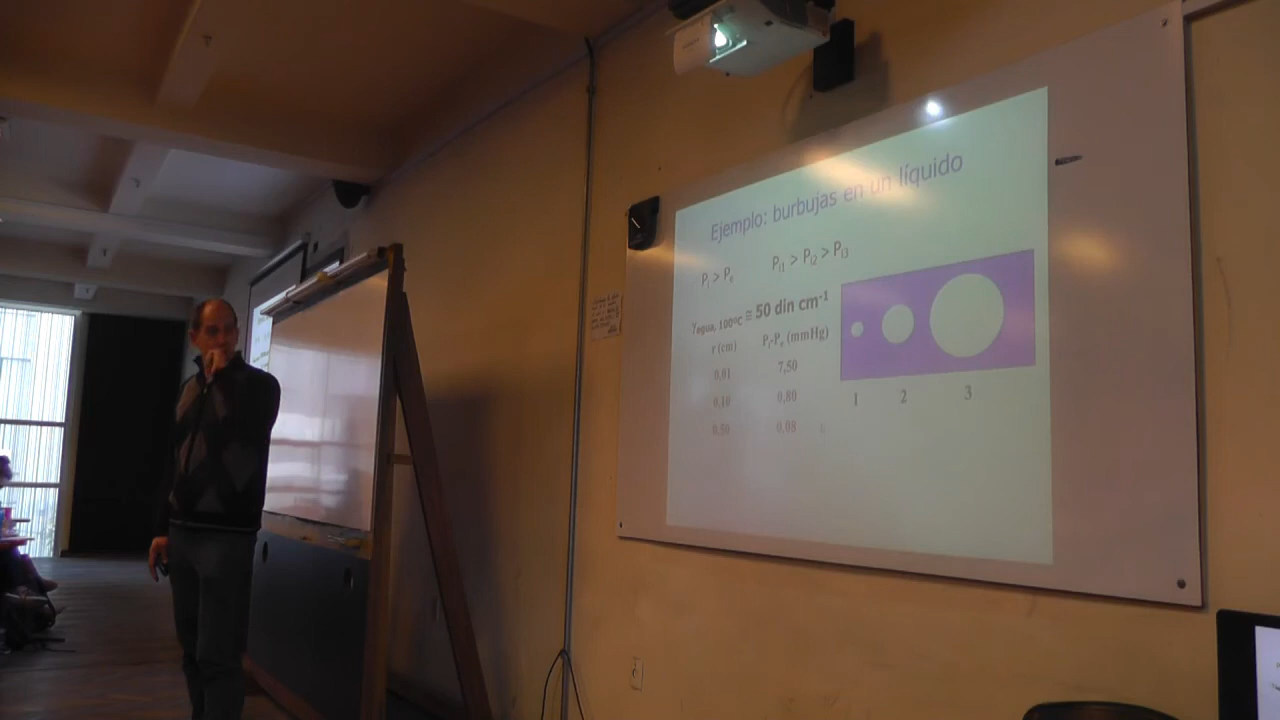 Ejemplo: burbujas en un líquido
Pi > Pe
Pi1 > Pi2 > Pi3
γagua, 100ºC ≅ 50 din cm-1
r (cm) Pi-Pe (mmHg)
0,01 7,50
0,10 0,80
0,50 0,08
1 2 3